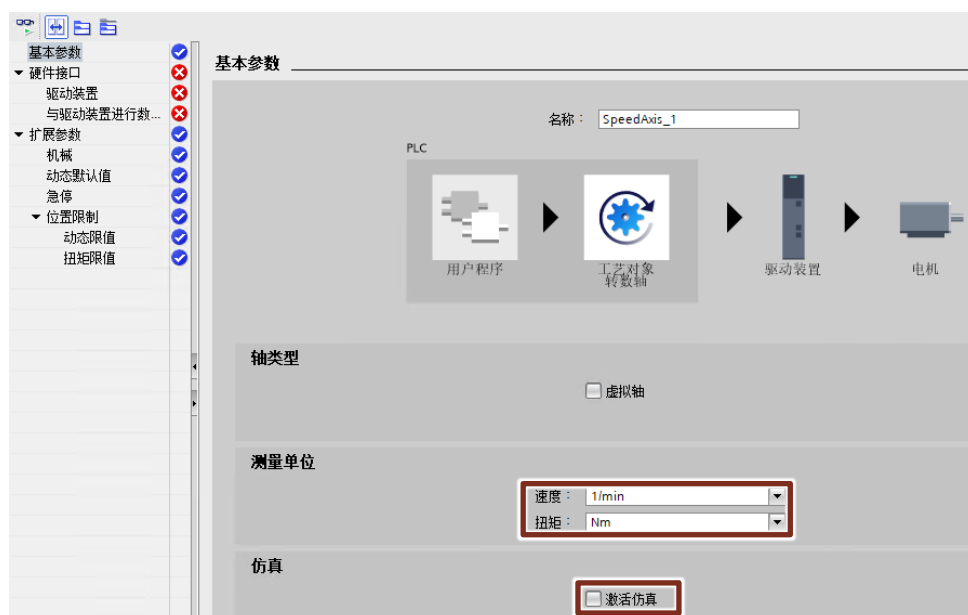 基本参数
硬件接口
驱动装置
与驱动装置进行数...
扩展参数
机械
动态默认值
急停
位置限制
动态限值
扭矩限值
基本参数
名称：
SpeedAxis_1
PLC
用户程序
工艺对象
转数轴
驱动装置
电机
轴类型
虚拟轴
测量单位
速度： 1/min
扭矩： Nm
仿真
激活仿真